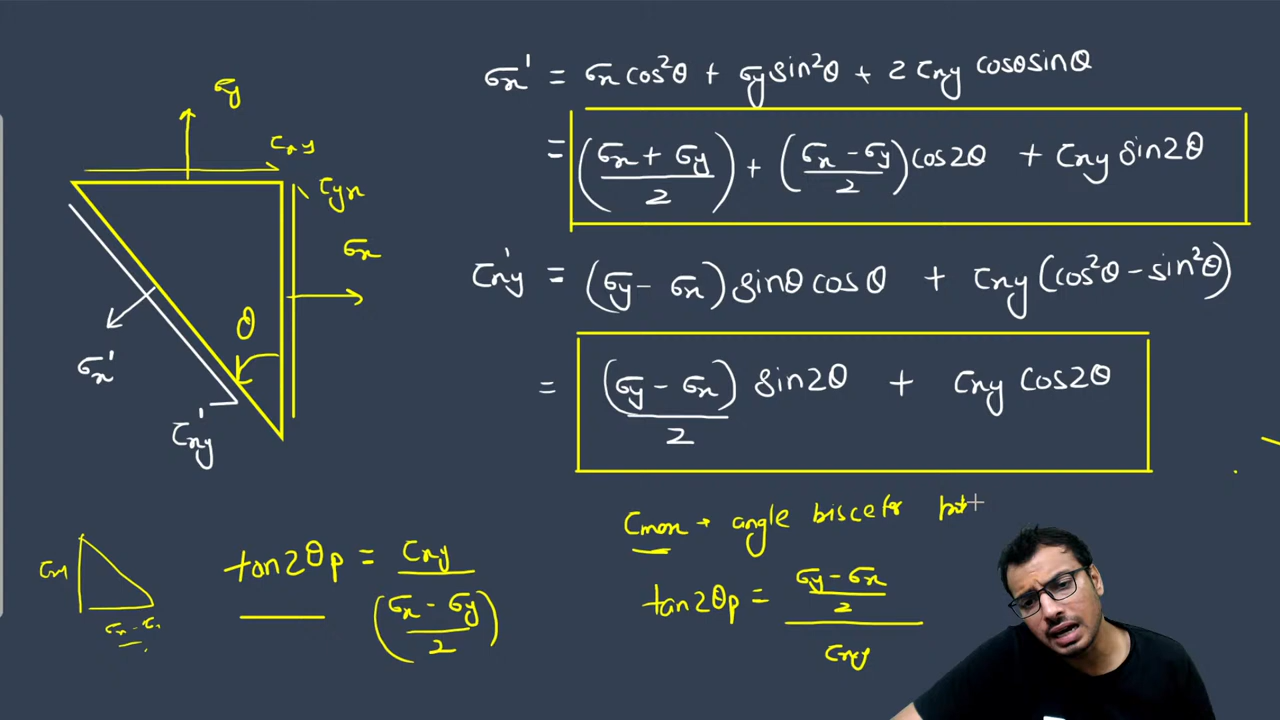 σy
τxy
τyx
σx
θ
σx'
τxy'
σx' = σx cos²θ + σy sin²θ + 2 τxy cosθ sinθ
= ((σx + σy)/2) + ((σx - σy)/2) cos2θ + τxy sin2θ
τxy' = (σy - σx) sinθ cosθ + τxy (cos²θ - sin²θ)
= ((σy - σx)/2) sin2θ + τxy cos2θ
τmax → angle bisector
τxy
tan2θp = τxy / ((σx - σy)/2)
tan2θp = ((σy - σx)/2) / τxy